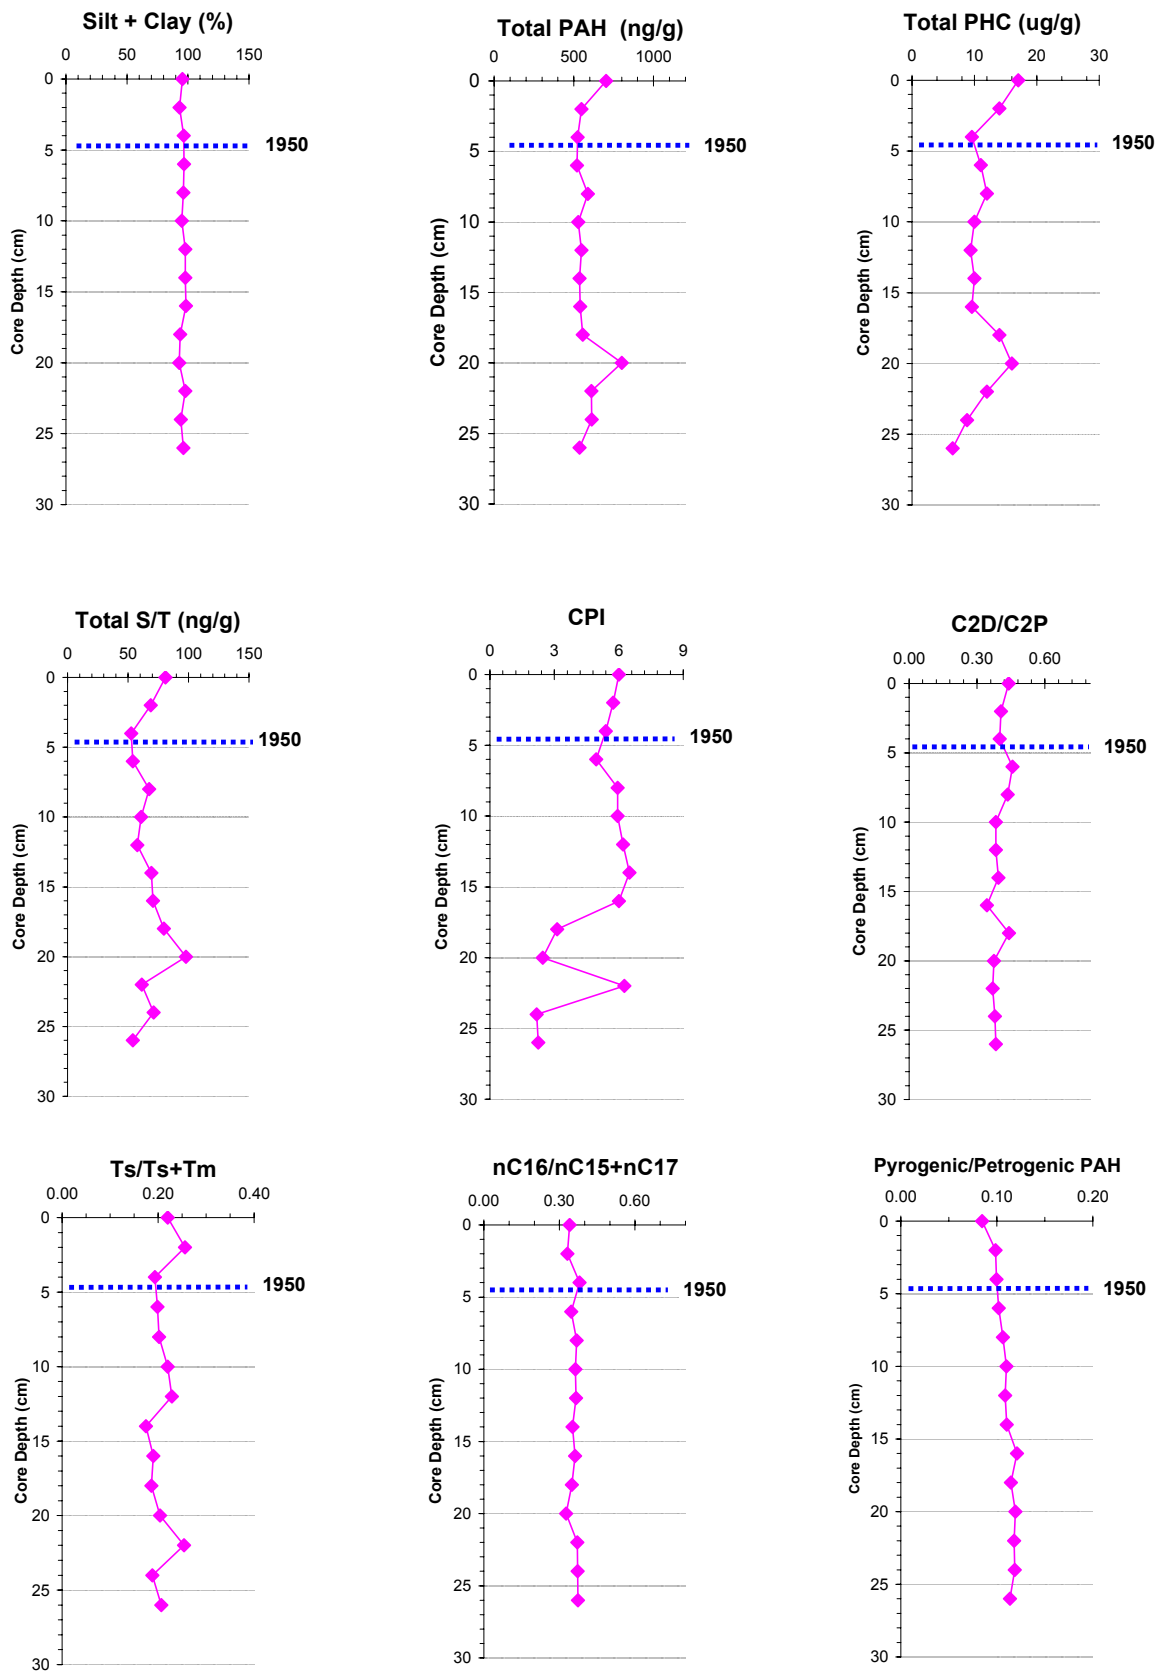 Silt + Clay (%)
0 50 100 150
0
5
10
15
20
25
30
Core Depth (cm)
1950
Total PAH (ng/g)
0 500 1000
0
5
10
15
20
25
30
Core Depth (cm)
1950
Total PHC (ug/g)
0 10 20 30
0
5
10
15
20
25
30
Core Depth (cm)
1950
Total S/T (ng/g)
0 50 100 150
0
5
10
15
20
25
30
Core Depth (cm)
1950
CPI
0 3 6 9
0
5
10
15
20
25
30
Core Depth (cm)
1950
C2D/C2P
0.00 0.30 0.60
0
5
10
15
20
25
30
Core Depth (cm)
1950
Ts/Ts+Tm
0.00 0.20 0.40
0
5
10
15
20
25
30
Core Depth (cm)
1950
nC16/nC15+nC17
0.00 0.30 0.60
0
5
10
15
20
25
30
Core Depth (cm)
1950
Pyrogenic/Petrogenic PAH
0.00 0.10 0.20
0
5
10
15
20
25
30
Core Depth (cm)
1950